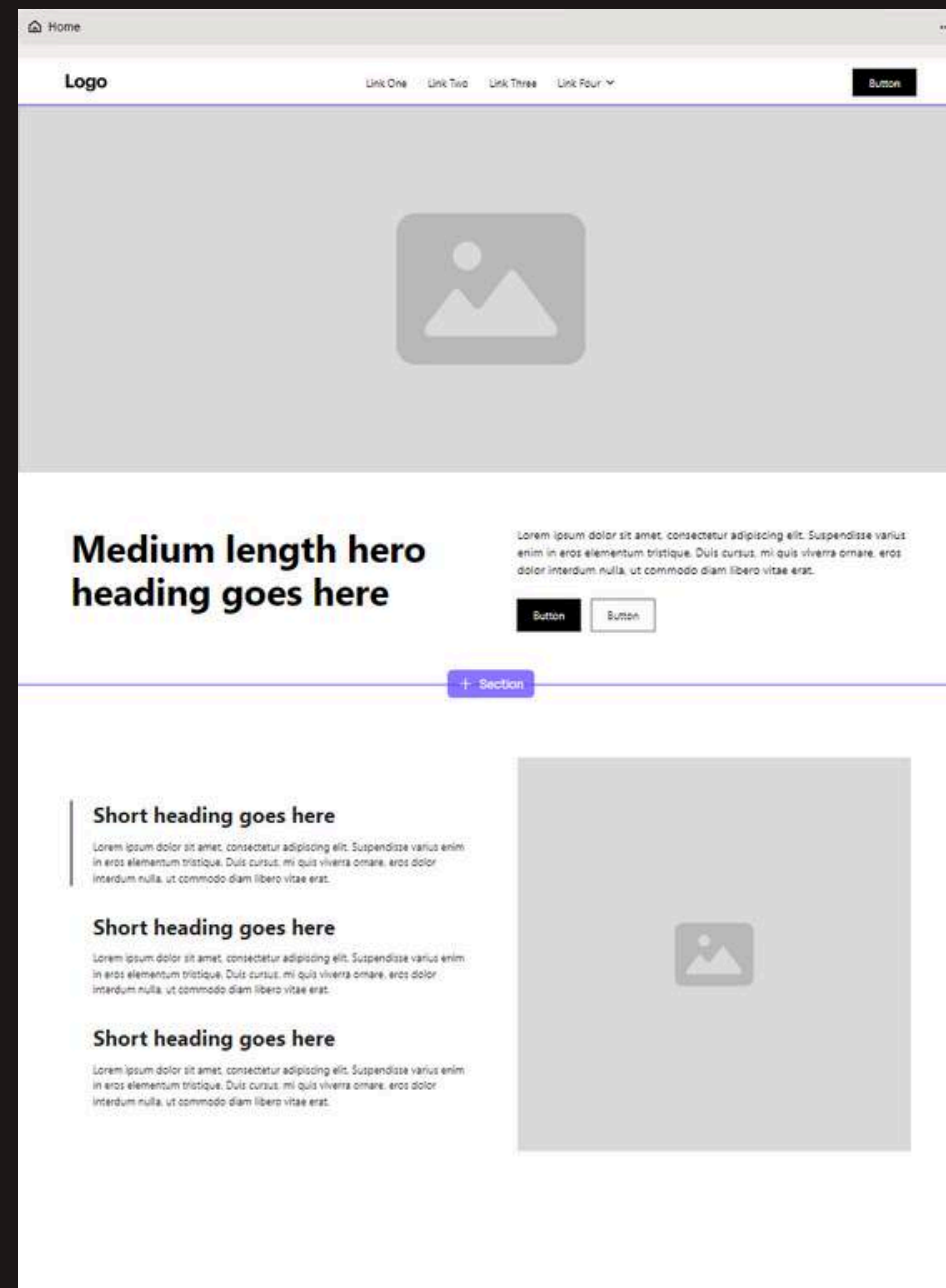 Home
Logo
Link One
Link Two
Link Three
Link Four
Button
Medium length hero
heading goes here
Lorem ipsum dolor sit amet, consectetur adipiscing elit. Suspendisse varius
enim in eros elementum tristique. Duis cursus, mi quis viverra ornare, eros
dolor interdum nulla, ut commodo diam libero vitae erat.
Button
Button
+ Section
Short heading goes here
Lorem ipsum dolor sit amet, consectetur adipiscing elit. Suspendisse varius enim
in eros elementum tristique. Duis cursus, mi quis viverra ornare, eros dolor
interdum nulla, ut commodo diam libero vitae erat.
Short heading goes here
Lorem ipsum dolor sit amet, consectetur adipiscing elit. Suspendisse varius enim
in eros elementum tristique. Duis cursus, mi quis viverra ornare, eros dolor
interdum nulla, ut commodo diam libero vitae erat.
Short heading goes here
Lorem ipsum dolor sit amet, consectetur adipiscing elit. Suspendisse varius enim
in eros elementum tristique. Duis cursus, mi quis viverra ornare, eros dolor
interdum nulla, ut commodo diam libero vitae erat.